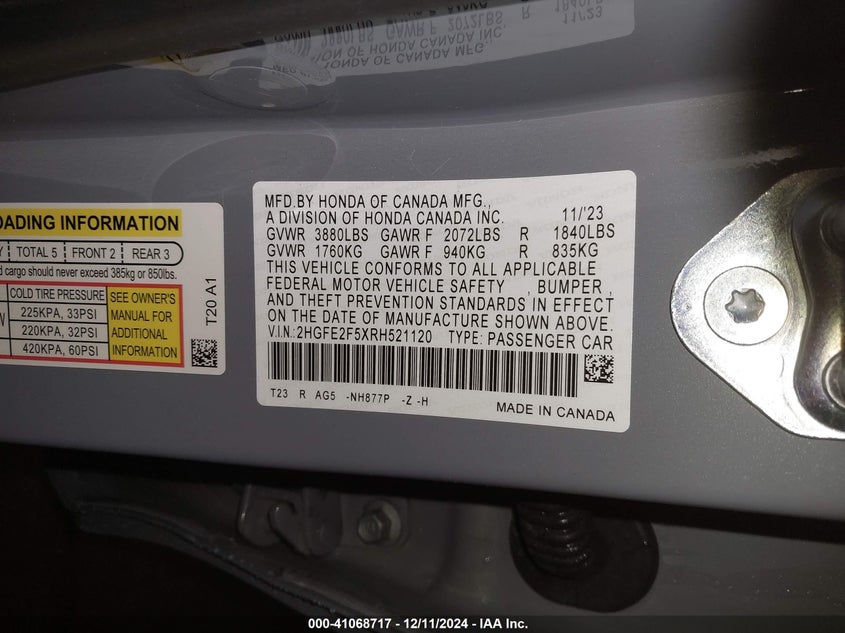 MFD.BY HONDA OF CANADA MFG.,
A DIVISION OF HONDA CANADA INC. 11/'23
GVWR 3880LBS GAWR F 2072LBS R 1840LBS
GVWR 1760KG GAWR F 940KG R 835KG
THIS VEHICLE CONFORMS TO ALL APPLICABLE
FEDERAL MOTOR VEHICLE SAFETY , BUMPER ,
AND THEFT PREVENTION STANDARDS IN EFFECT
ON THE DATE OF MANUFACTURE SHOWN ABOVE.
V.I.N.:2HGFE2F5XRH521120 TYPE: PASSENGER CAR
T23 R AG5 -NH877P -Z -H
MADE IN CANADA
OADING INFORMATION
Y TOTAL 5 FRONT 2 REAR 3
d cargo should never exceed 385kg or 850lbs.
COLD TIRE PRESSURE
W 225KPA, 33PSI
220KPA, 32PSI
420KPA, 60PSI
SEE OWNER'S
MANUAL FOR
ADDITIONAL
INFORMATION
T20 A1
000-41068717 - 12/11/2024 - IAA Inc.